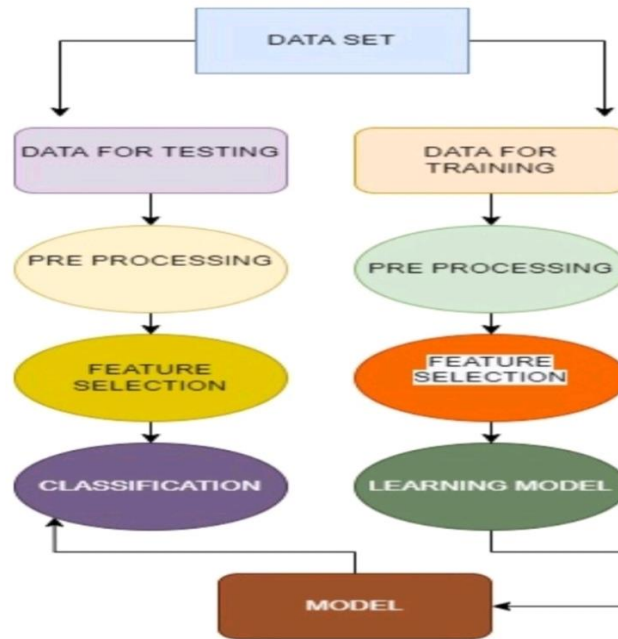 DATA SET
DATA FOR TESTING
DATA FOR
TRAINING
PRE PROCESSING
PRE PROCESSING
FEATURE
SELECTION
FEATURE
SELECTION
CLASSIFICATION
LEARNING MODEL
MODEL